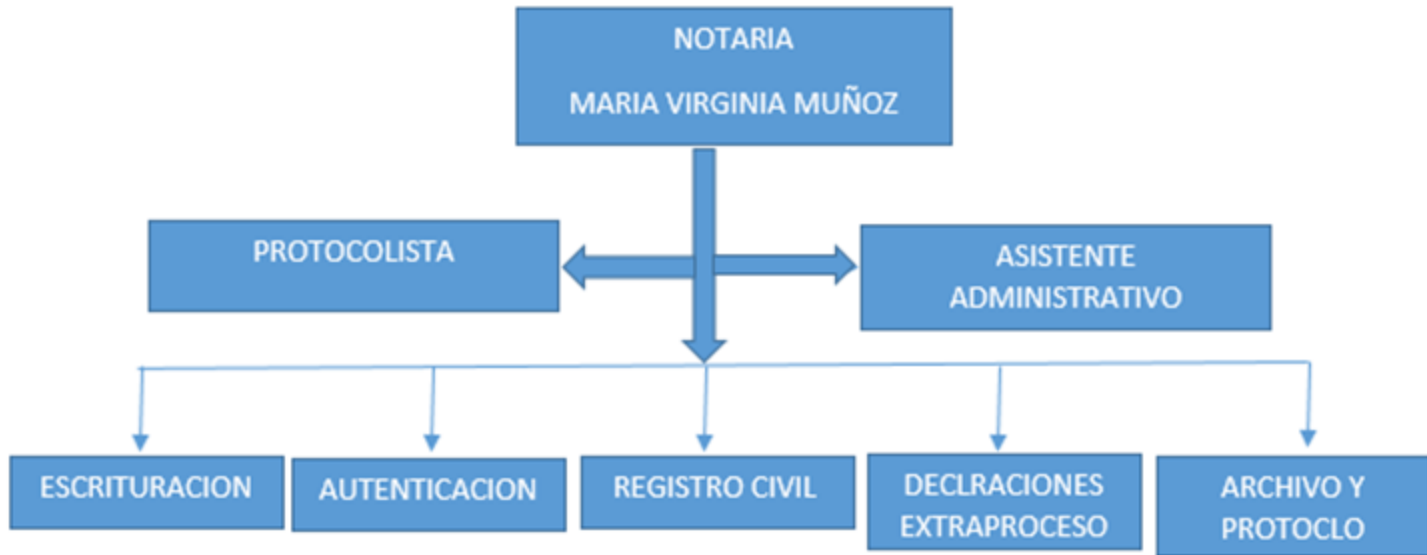 NOTARIA
MARIA VIRGINIA MUÑOZ
PROTOCOLISTA
ASISTENTE
ADMINISTRATIVO
ESCRITURACION
AUTENTICACION
REGISTRO CIVIL
DECLRACIONES
EXTRAPROCESO
ARCHIVO Y
PROTOCLO